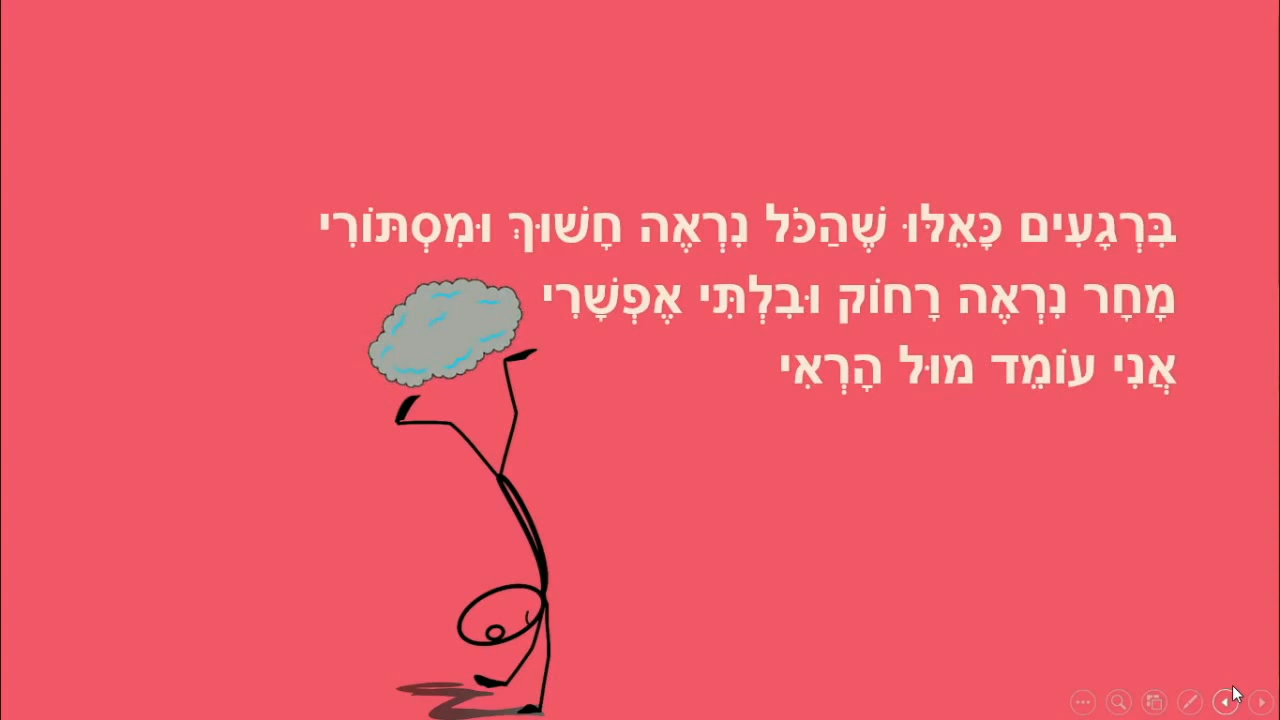 בִּרְגָעִים כָּאֵלּוּ שֶׁהַכֹּל נִרְאֶה חָשׁוּךְ וּמִסְתּוֹרִי
מָחָר נִרְאֶה רָחוֹק וּבִלְתִּי אֶפְשָׁרִי
אֲנִי עוֹמֵד מוּל הָרְאִי